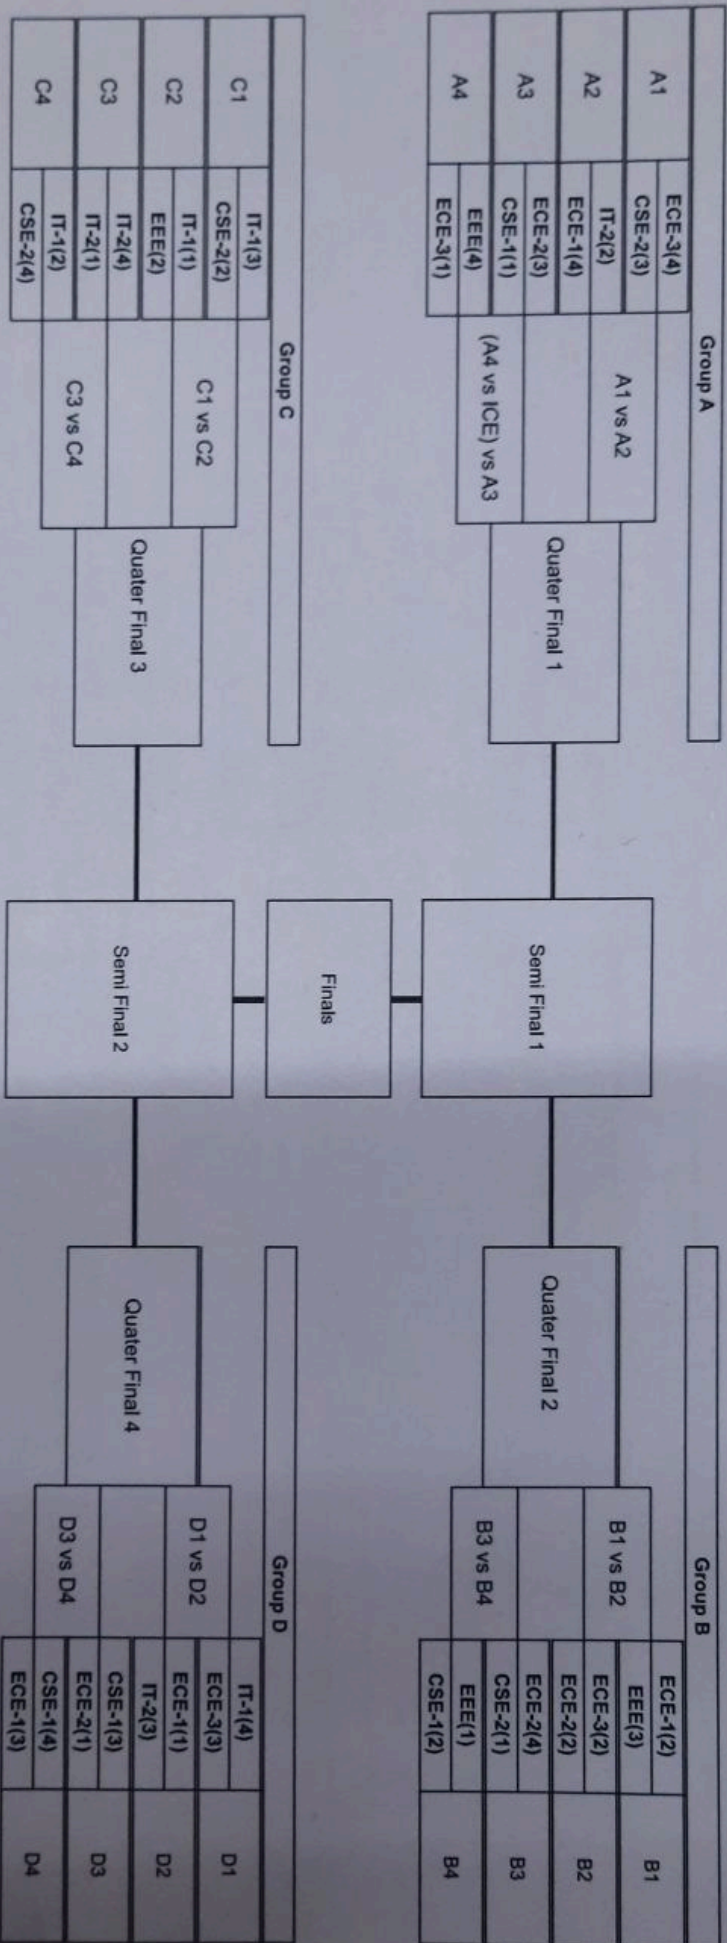 Group A
A1
ECE-3(4)
CSE-2(3)
A2
IT-2(2)
ECE-1(4)
A3
ECE-2(3)
CSE-1(1)
A4
EEE(4)
ECE-3(1)
A1 vs A2
(A4 vs ICE) vs A3
Quater Final 1
Semi Final 1
Group B
Quater Final 2
B1 vs B2
B3 vs B4
ECE-1(2)
EEE(3)
B1
ECE-3(2)
ECE-2(2)
B2
ECE-2(4)
CSE-2(1)
B3
EEE(1)
CSE-1(2)
B4
Finals
Group C
C1
IT-1(3)
CSE-2(2)
C2
IT-1(1)
EEE(2)
C3
IT-2(4)
IT-2(1)
C4
IT-1(2)
CSE-2(4)
C1 vs C2
C3 vs C4
Quater Final 3
Semi Final 2
Group D
Quater Final 4
D1 vs D2
D3 vs D4
IT-1(4)
ECE-3(3)
D1
ECE-1(1)
IT-2(3)
D2
CSE-1(3)
ECE-2(1)
D3
CSE-1(4)
ECE-1(3)
D4